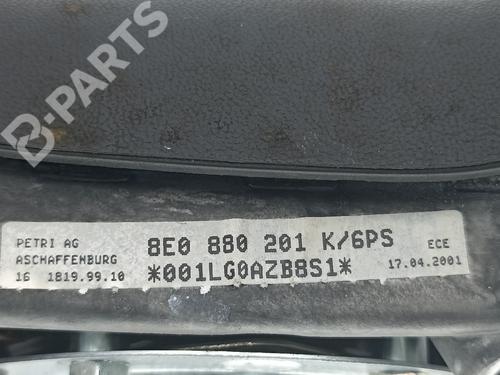 B-PARTS
PETRI AG
ASCHAFFENBURG
16 1819.99.10
8E0 880 201 K/6PS
*001LG0AZB8S1*
ECE
17.04.2001